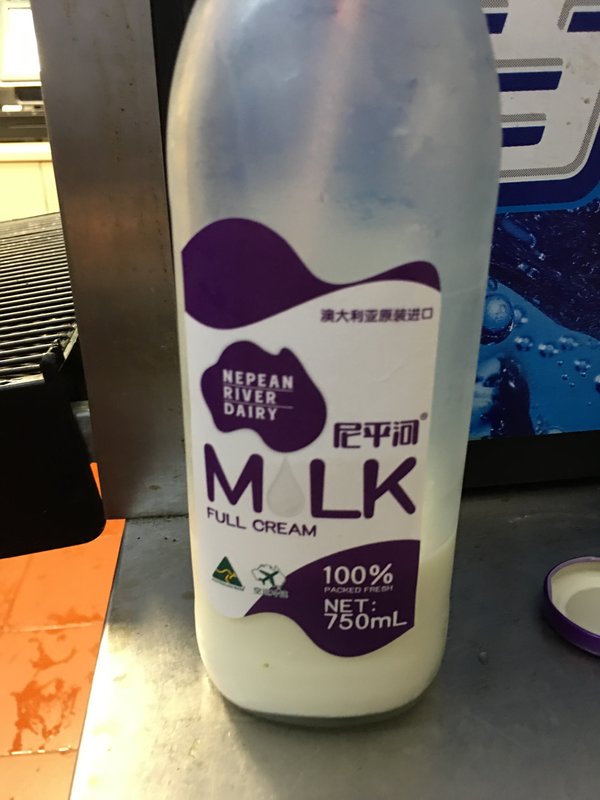 澳大利亚原装进口
NEPEAN
RIVER
DAIRY
尼平河®
MILK
FULL CREAM
100%
PACKED FRESH
NET:
750mL